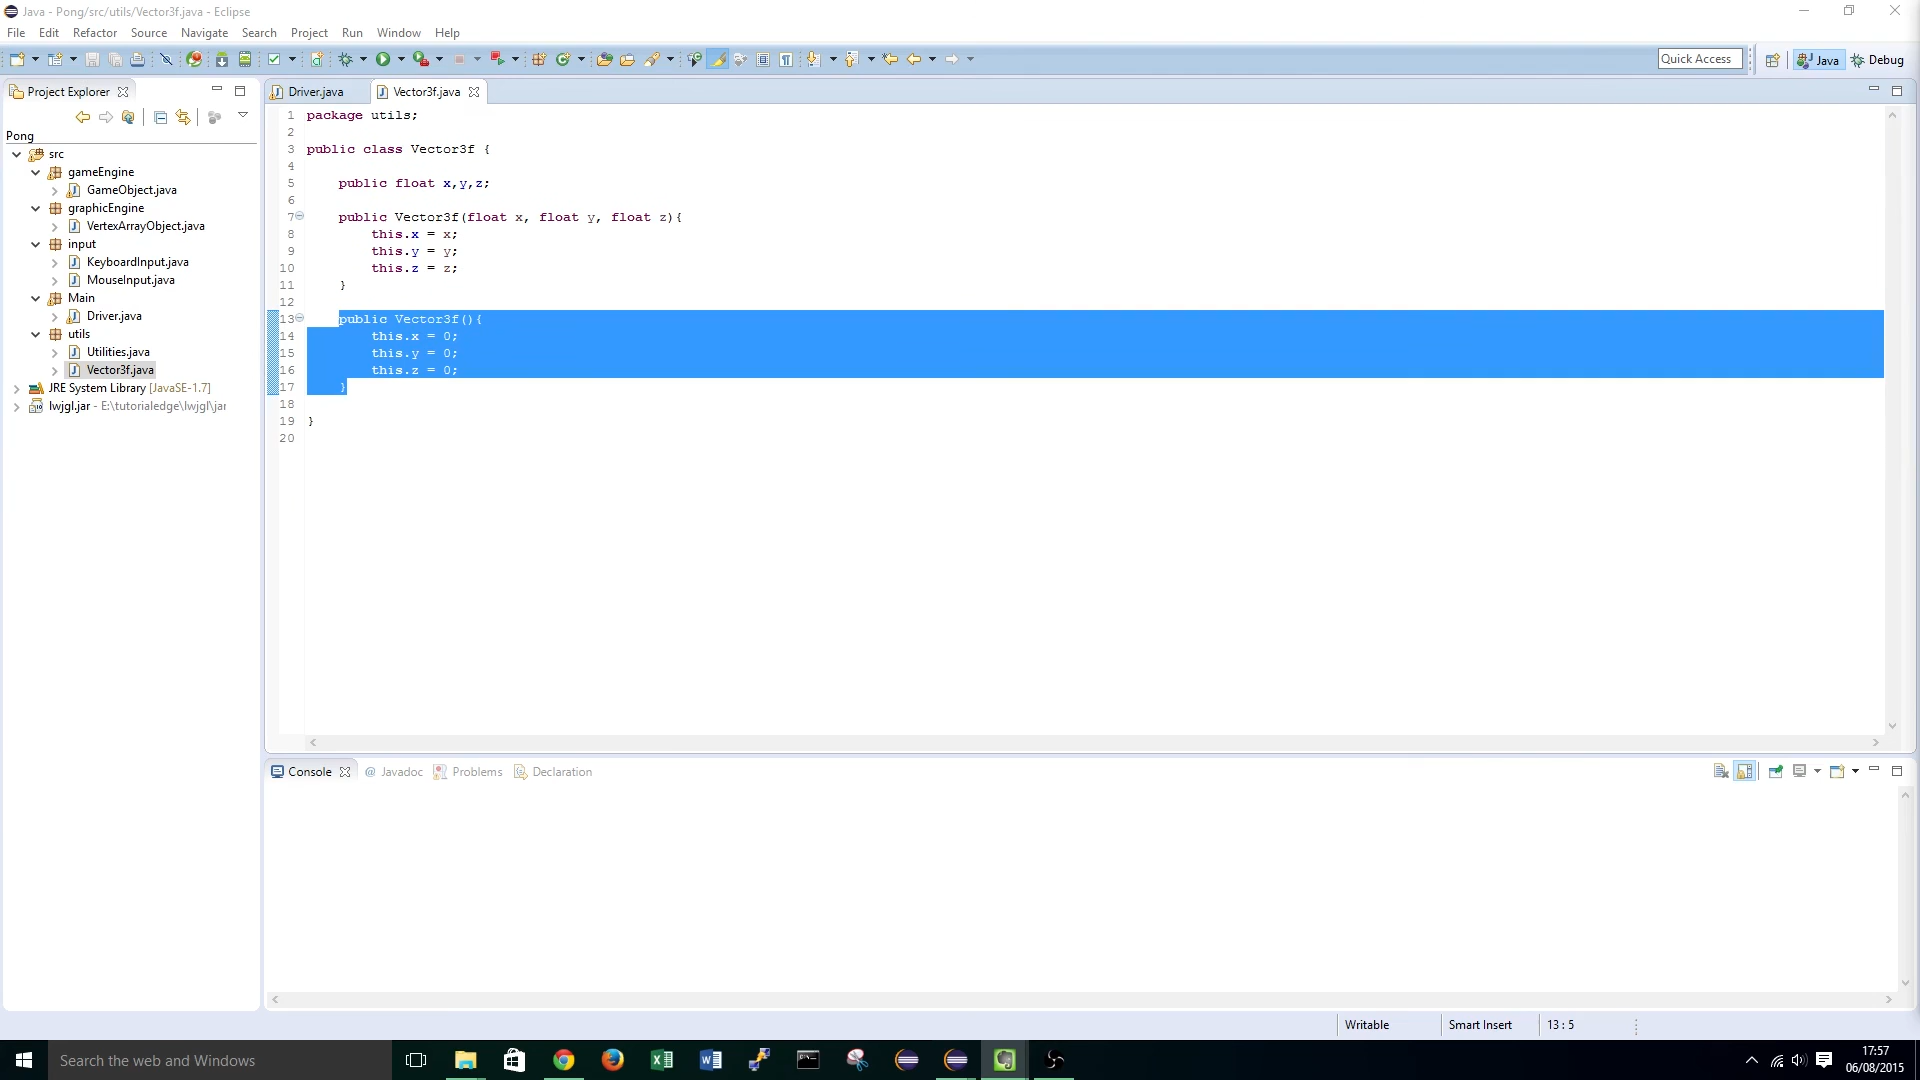 Java - Pong/src/utils/Vector3f.java - Eclipse
File Edit Refactor Source Navigate Search Project Run Window Help
Quick Access
Java
Debug
Project Explorer
Driver.java
Vector3f.java
Pong
src
gameEngine
GameObject.java
graphicEngine
VertexArrayObject.java
input
KeyboardInput.java
MouseInput.java
Main
Driver.java
utils
Utilities.java
Vector3f.java
JRE System Library [JavaSE-1.7]
lwjgl.jar - E:\tutorialedge\lwjgl\jar
1 package utils;
2
3 public class Vector3f {
4
5 public float x,y,z;
6
7 public Vector3f(float x, float y, float z){
8 this.x = x;
9 this.y = y;
10 this.z = z;
11 }
12
13 public Vector3f(){
14 this.x = 0;
15 this.y = 0;
16 this.z = 0;
17 }
18
19 }
20
Console @ Javadoc Problems Declaration
Writable Smart Insert 13 : 5
Search the web and Windows
17:57
06/08/2015